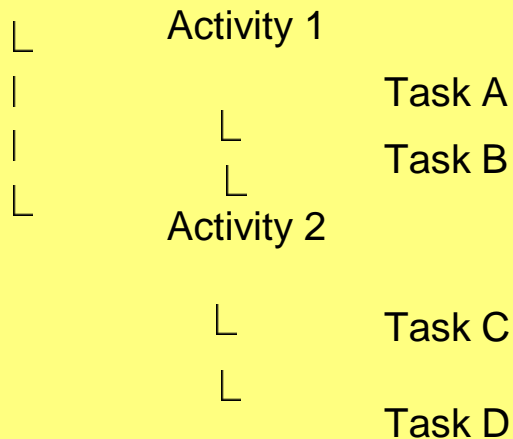 Activity 1
Task A
Task B
Activity 2
Task C
Task D